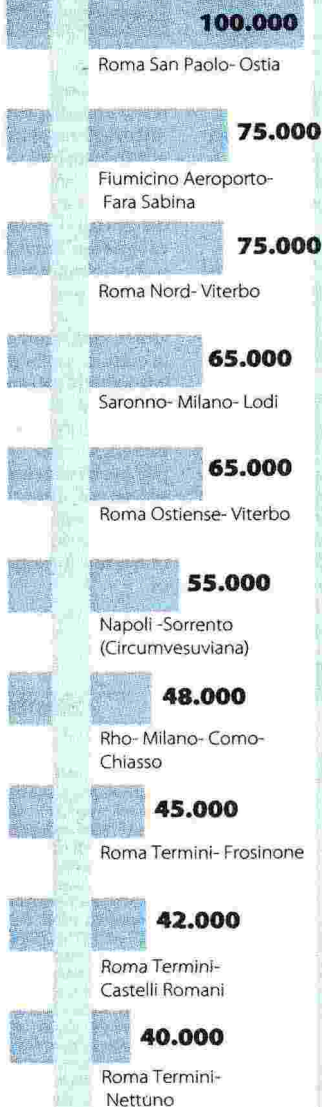 100.000
Roma San Paolo- Ostia
75.000
Fiumicino Aeroporto-
Fara Sabina
75.000
Roma Nord- Viterbo
65.000
Saronno- Milano- Lodi
65.000
Roma Ostiense- Viterbo
55.000
Napoli -Sorrento
(Circumvesuviana)
48.000
Rho- Milano- Como-
Chiasso
45.000
Roma Termini- Frosinone
42.000
Roma Termini-
Castelli Romani
40.000
Roma Termini-
Nettuno